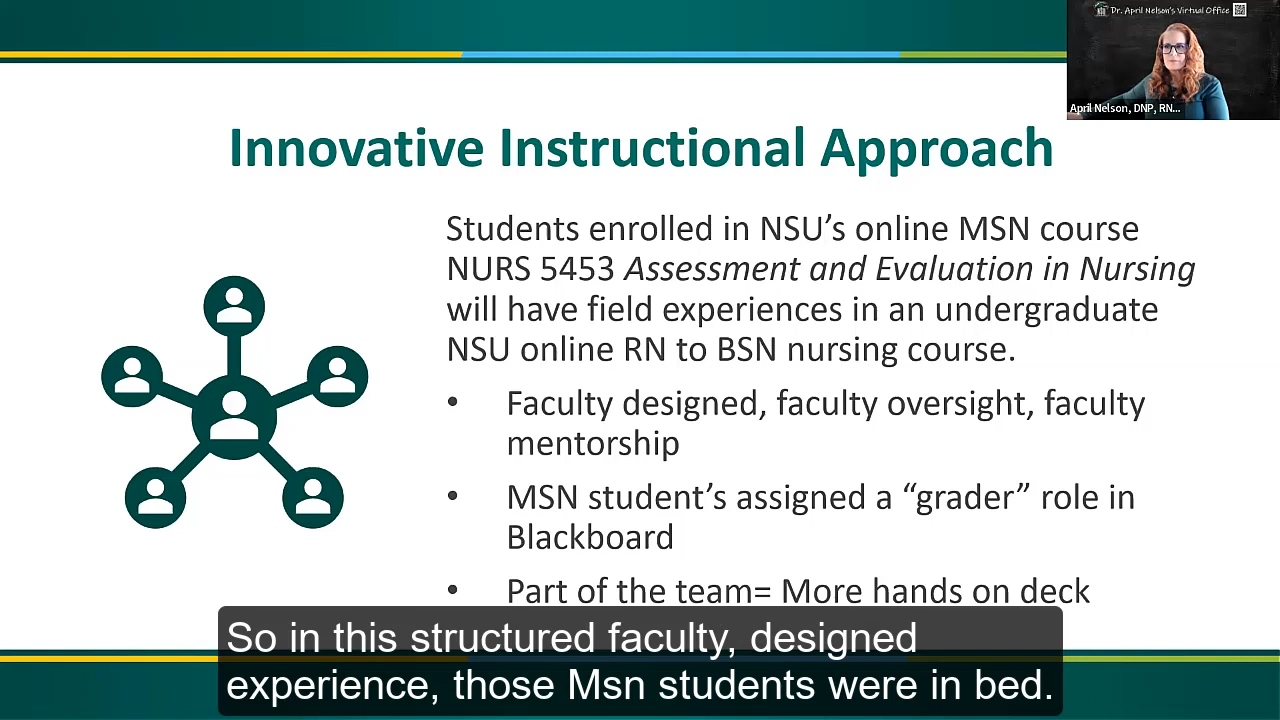 Dr. April Nelson's Virtual Office
April Nelson, DNP, RN...
Innovative Instructional Approach
Students enrolled in NSU’s online MSN course
NURS 5453 Assessment and Evaluation in Nursing
will have field experiences in an undergraduate
NSU online RN to BSN nursing course.
• Faculty designed, faculty oversight, faculty
mentorship
• MSN student’s assigned a “grader” role in
Blackboard
• Part of the team= More hands on deck
So in this structured faculty, designed
experience, those Msn students were in bed.